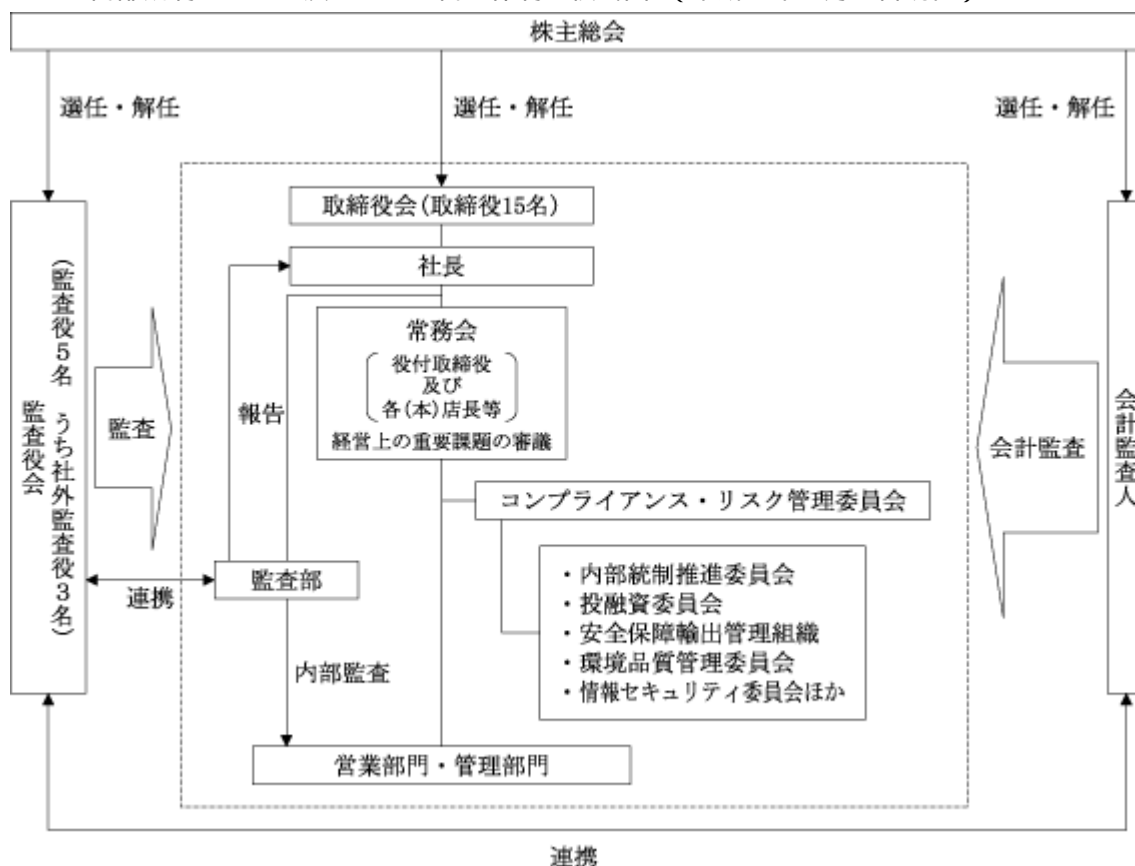 株主総会
選任・解任
選任・解任
選任・解任
取締役会(取締役15名)
社長
常務会
役付取締役
及び
各(本)店長等
経営上の重要課題の審議
監査役会
(監査役5名 うち社外監査役3名)
監査
報告
会計監査
会計監査人
コンプライアンス・リスク管理委員会
監査部
連携
・内部統制推進委員会
・投融資委員会
・安全保障輸出管理組織
・環境品質管理委員会
・情報セキュリティ委員会ほか
内部監査
営業部門・管理部門
連携